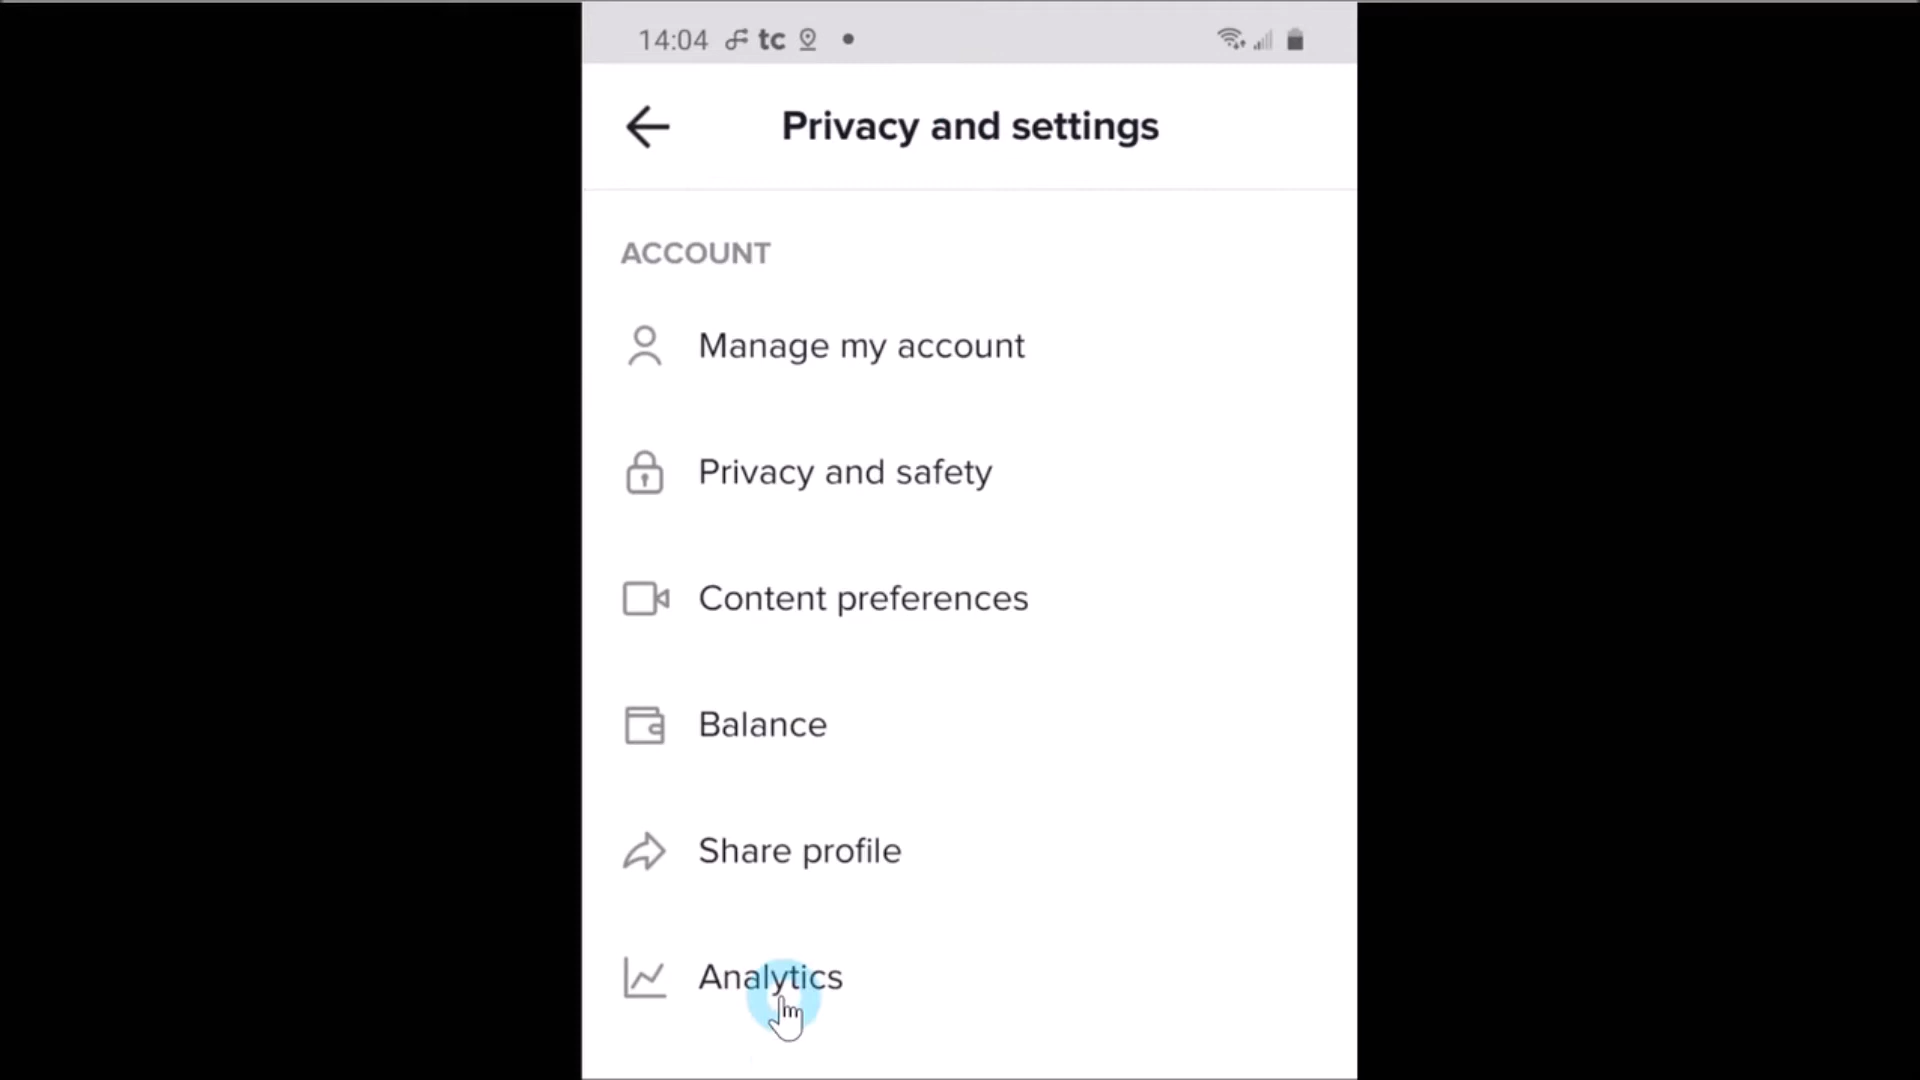 14:04 tc
Privacy and settings
ACCOUNT
Manage my account
Privacy and safety
Content preferences
Balance
Share profile
Analytics